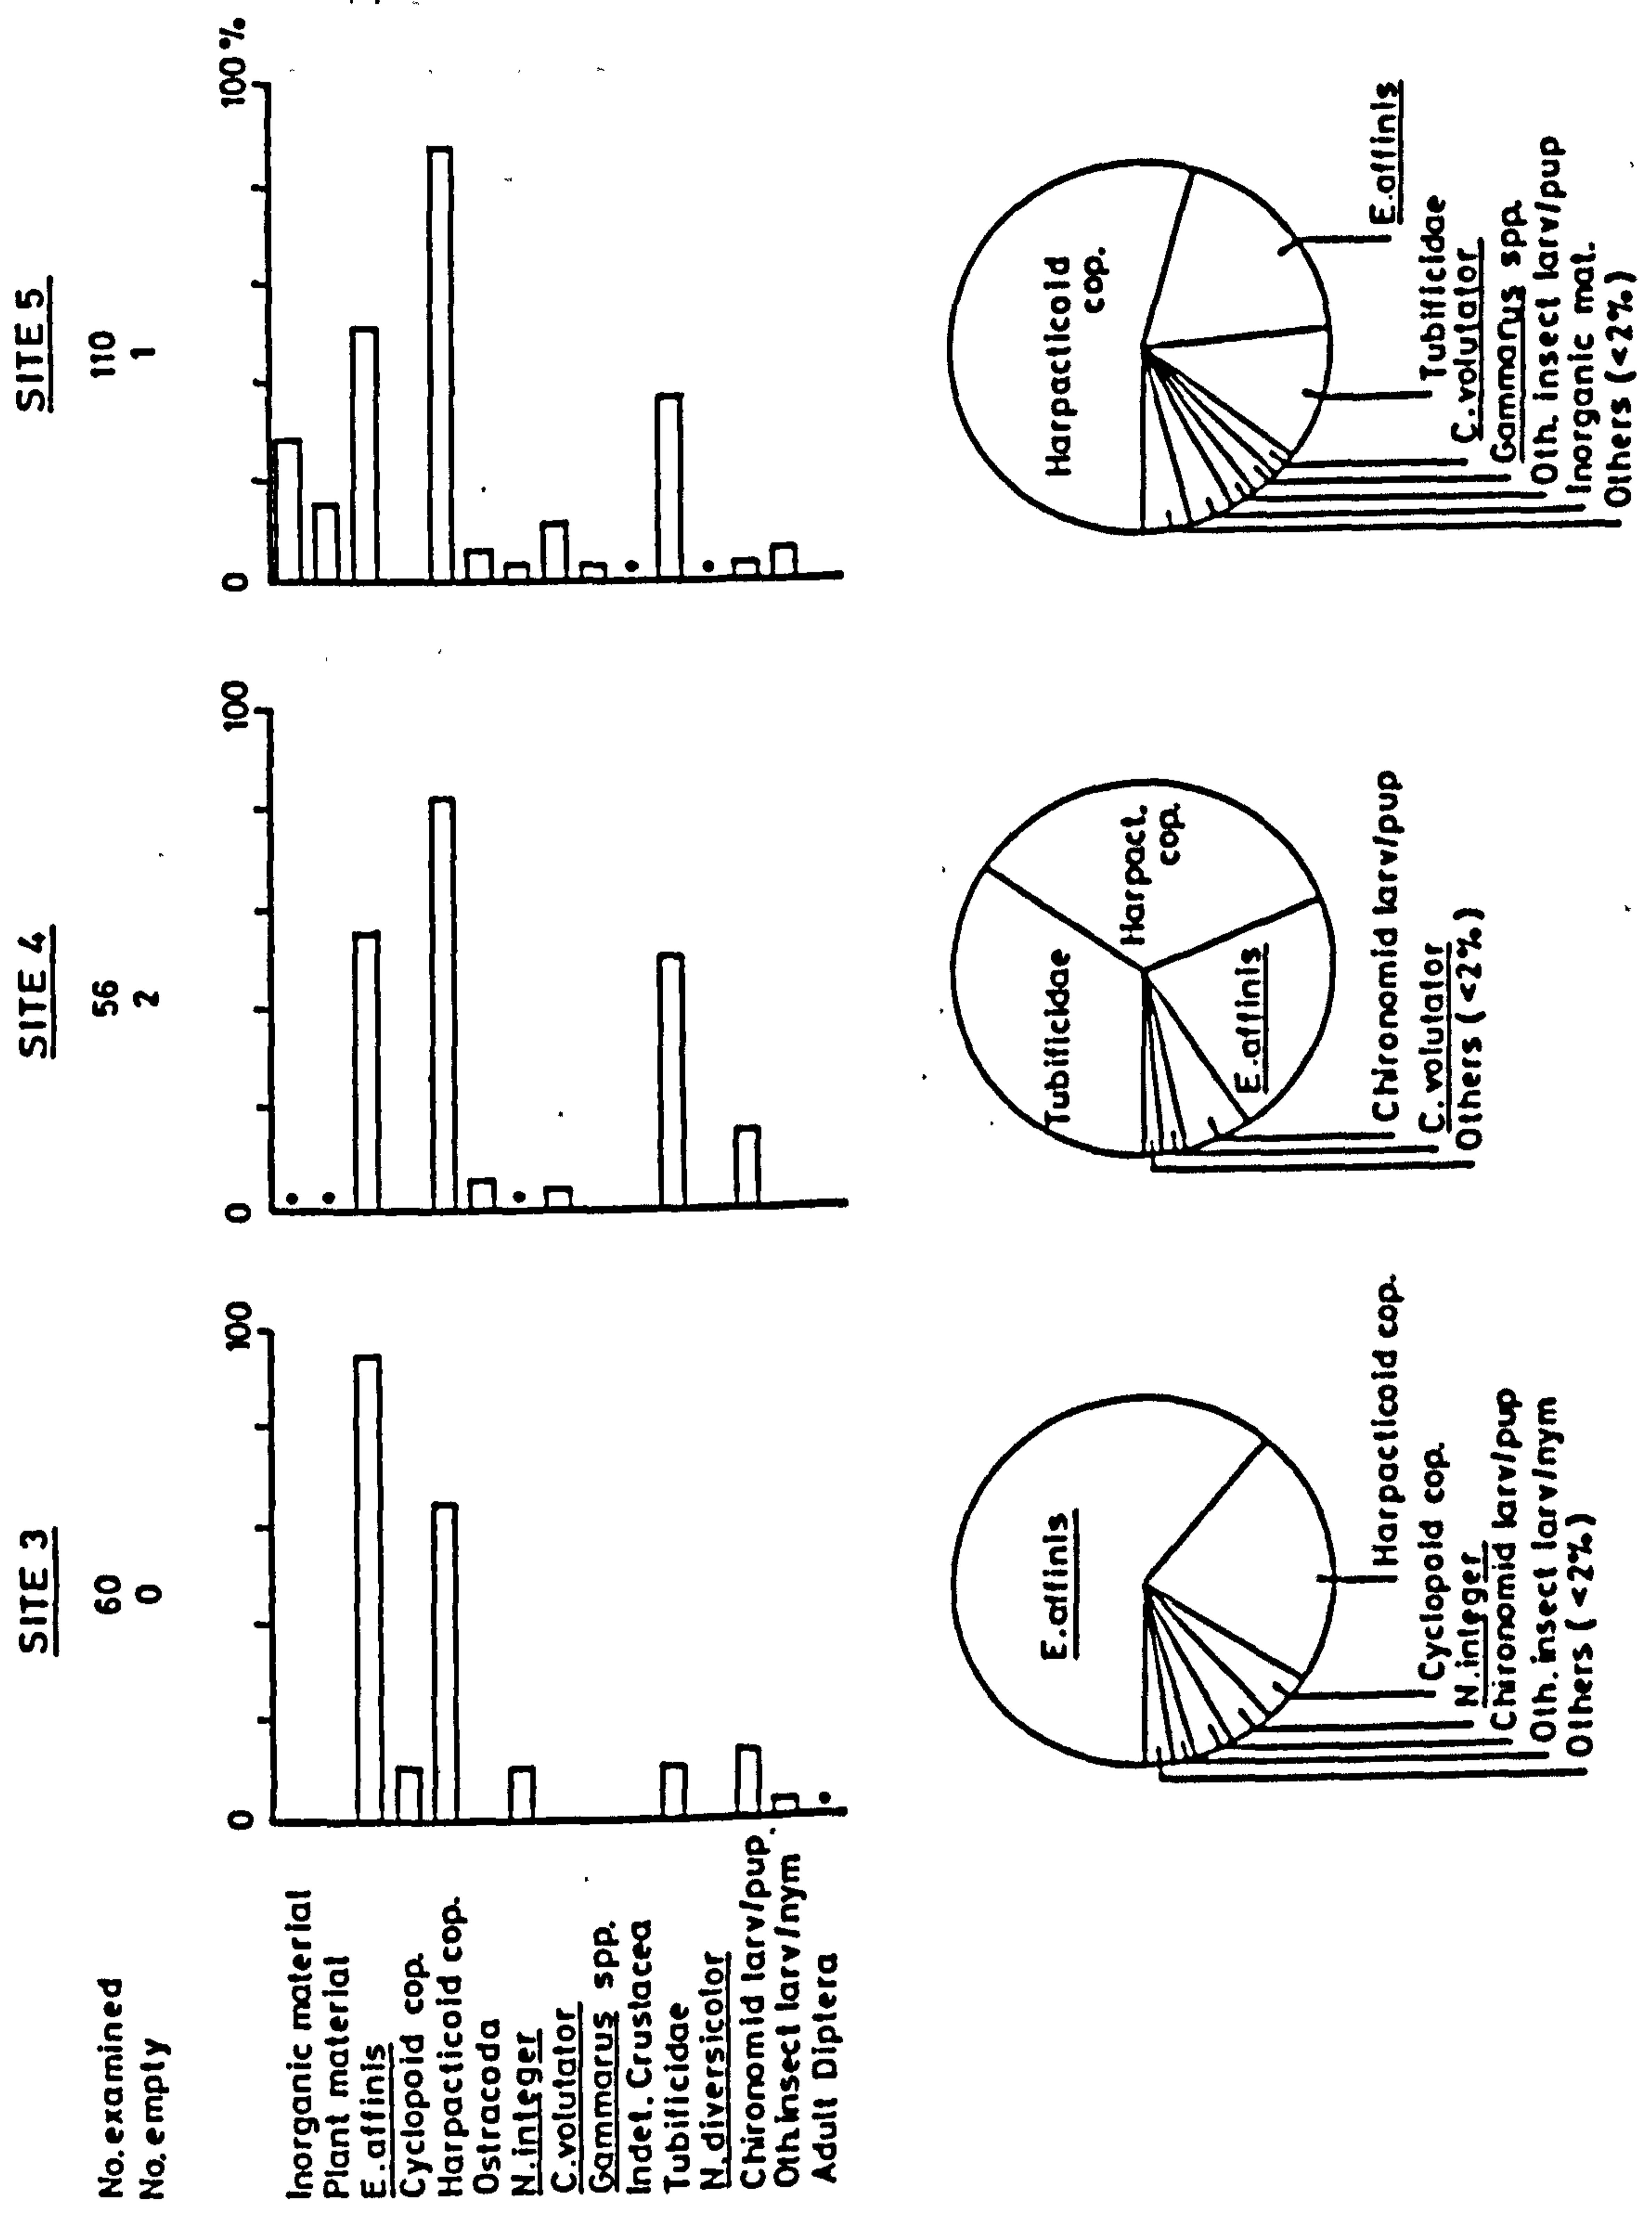 SITE 3
SITE 4
SITE 5
No. examined
60
56
110
No. empty
0
2
1
0
100
0
100
0
100%
Inorganic material
Plant material
E. affinis
Cyclopoid cop.
Harpacticoid cop.
Ostracoda
N. integer
C. volutator
Gammarus spp.
Indet. Crustacea
Tubificidae
N. diversicolor
Chironomid larv/pup.
Oth insect larv/nym
Adult Diptera
E. affinis
Harpacticoid cop.
Cyclopoid cop.
N. integer
Chironomid larv/pup
Oth. insect larv/nym
Others (<2%)
Tubificidae
Harpact.
cop.
E. affinis
Chironomid larv/pup
C. volutator
Others (<2%)
Harpacticoid
cop.
E. affinis
Tubificidae
C. volutator
Gammarus spp.
Oth. insect larv/pup
Inorganic mat.
Others (<2%)